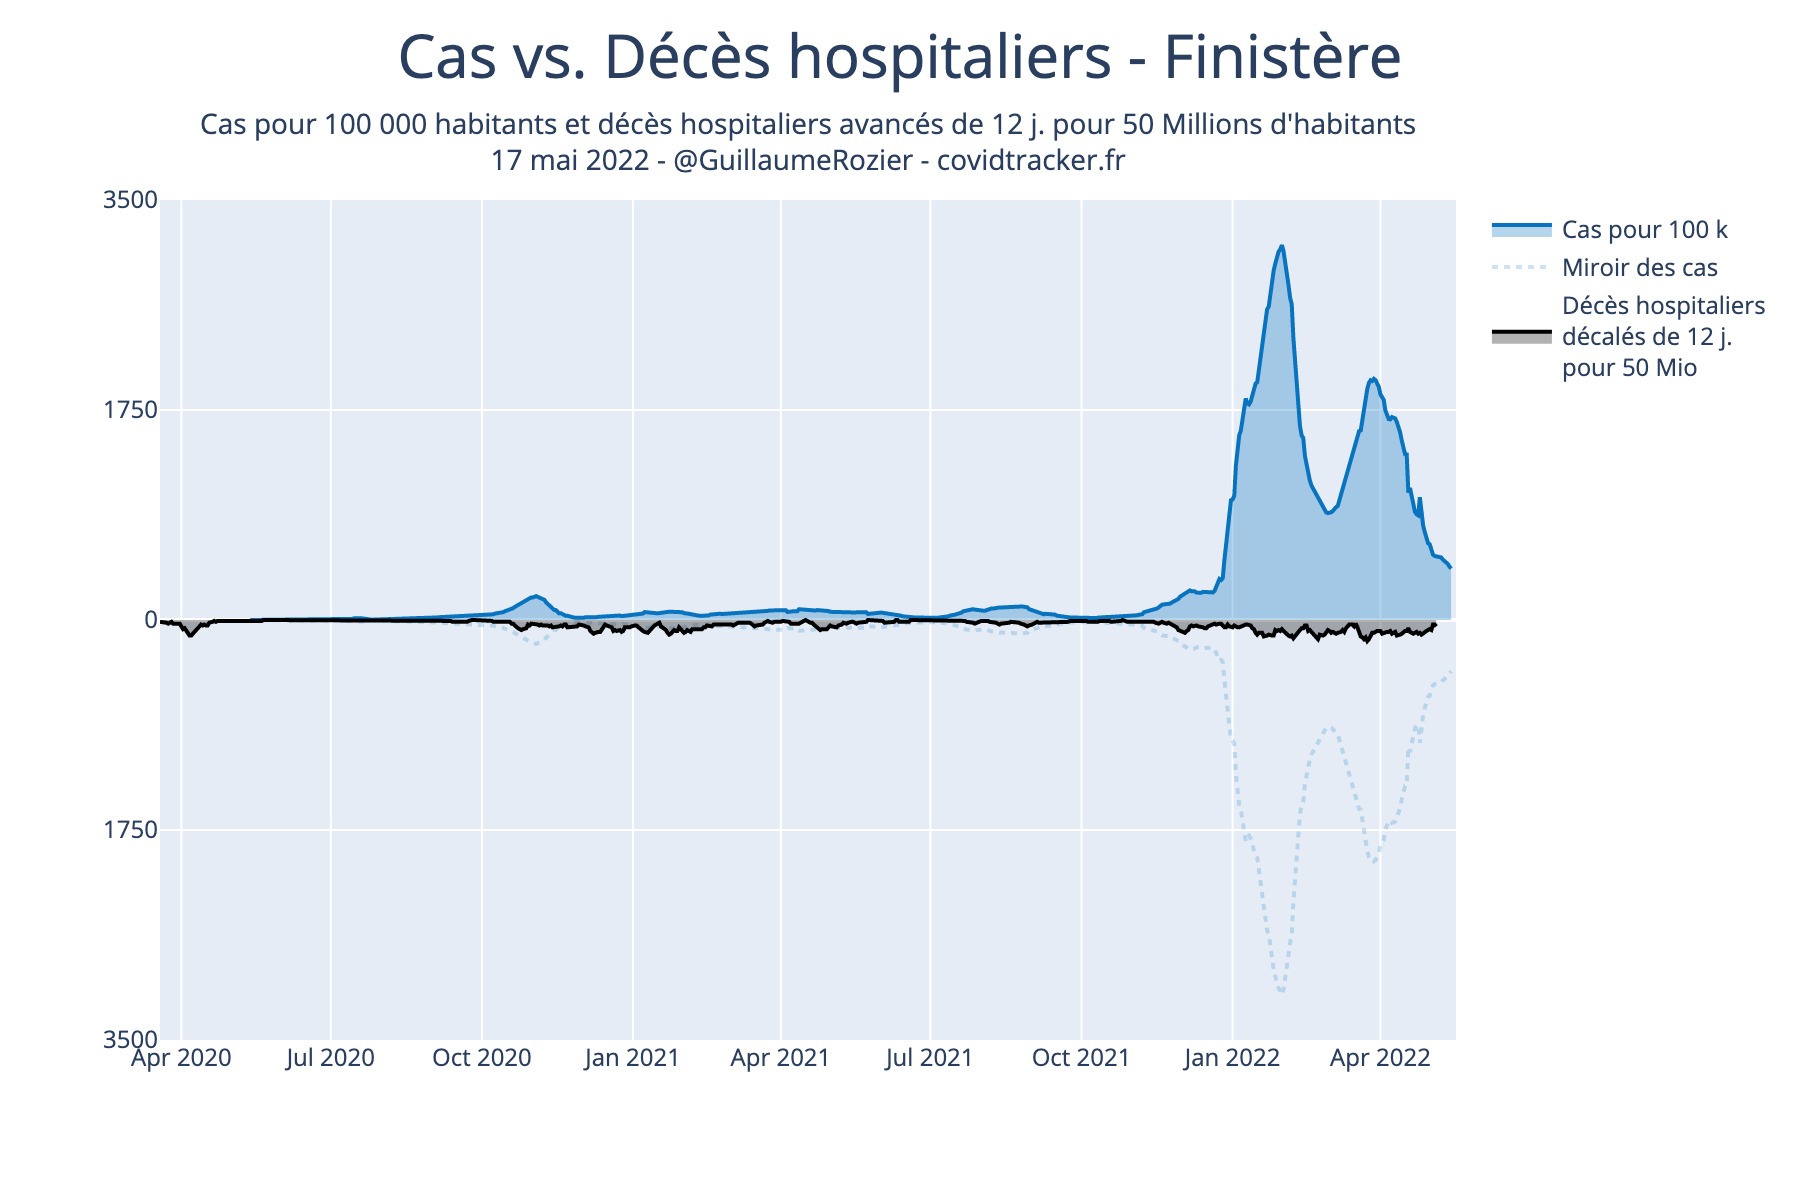 Cas vs. Décès hospitaliers - Finistère
Cas pour 100 000 habitants et décès hospitaliers avancés de 12 j. pour 50 Millions d'habitants
17 mai 2022 - @GuillaumeRozier - covidtracker.fr
3500
1750
0
1750
3500
Apr 2020
Jul 2020
Oct 2020
Jan 2021
Apr 2021
Jul 2021
Oct 2021
Jan 2022
Apr 2022
Cas pour 100 k
Miroir des cas
Décès hospitaliers
décalés de 12 j.
pour 50 Mio